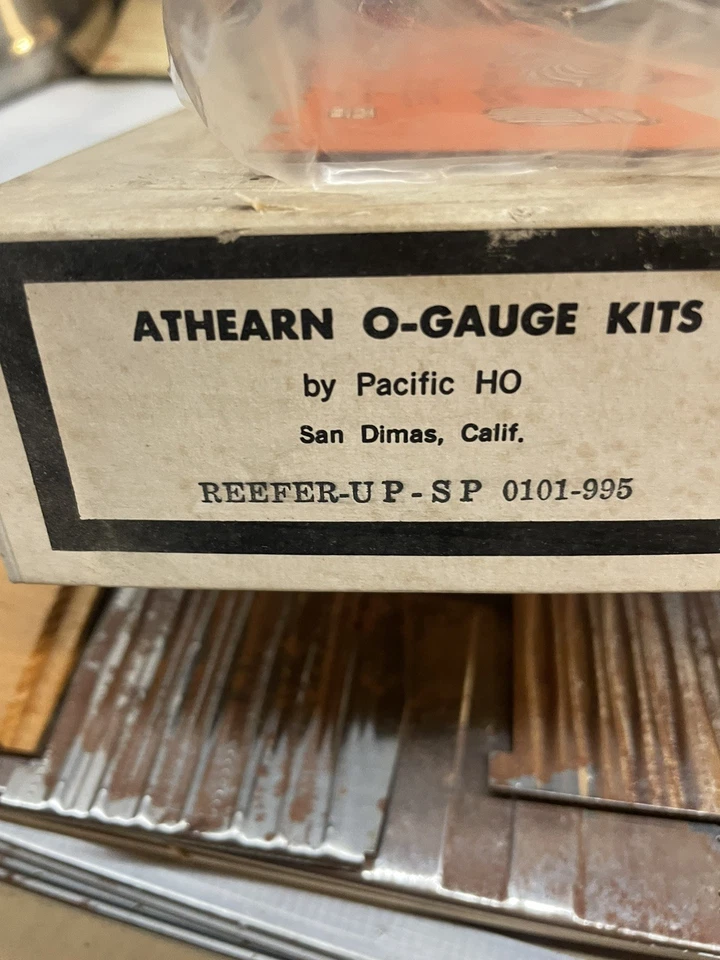 ATHEARN O-GAUGE KITS
by Pacific HO
San Dimas, Calif.
REEFER-UP-SP 0101-995